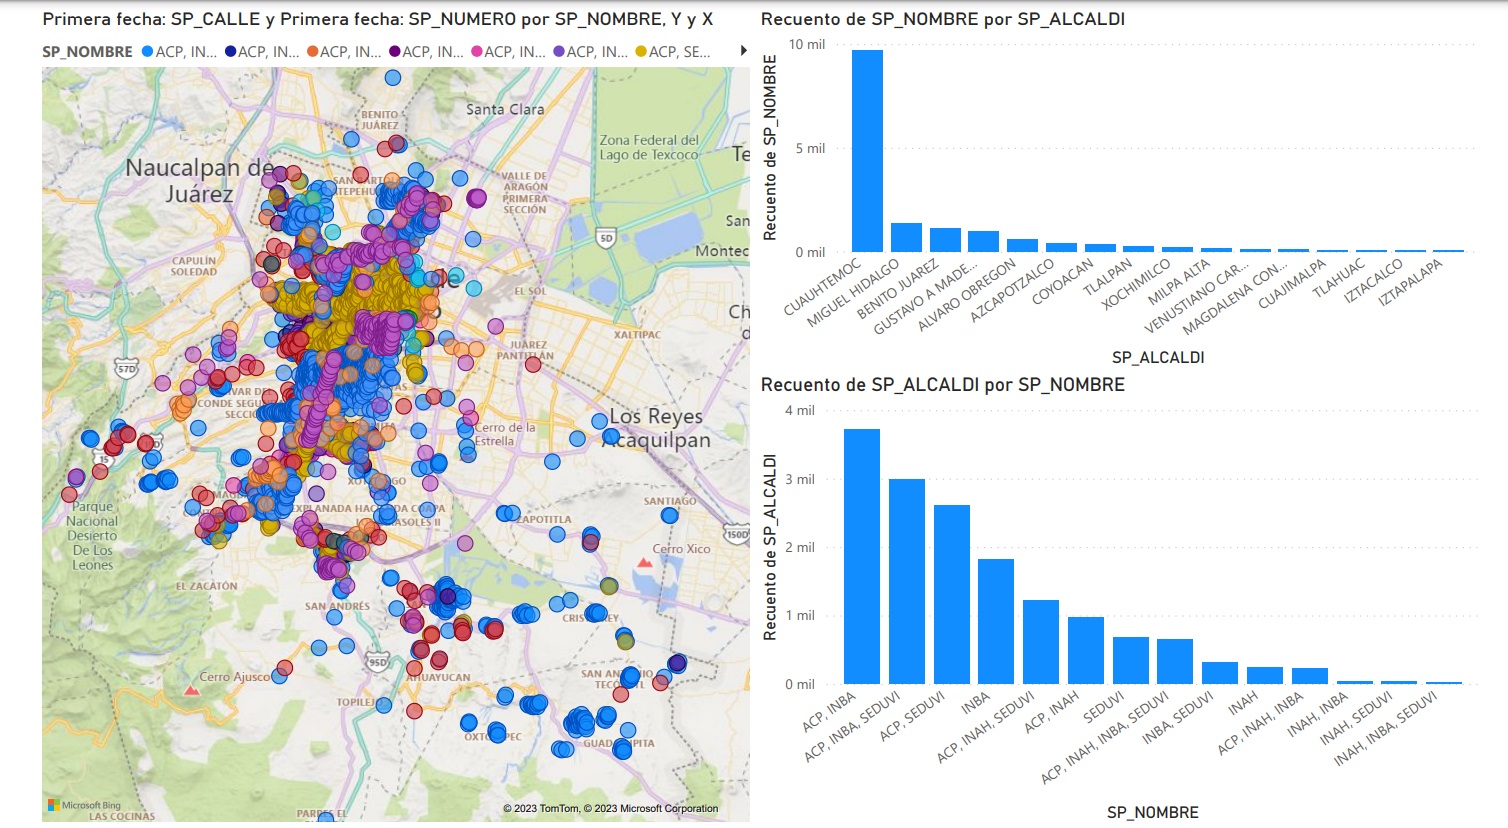 Primera fecha: SP_CALLE y Primera fecha: SP_NUMERO por SP_NOMBRE, Y y X
SP_NOMBRE ACP, IN... ACP, IN... ACP, IN... ACP, IN... ACP, IN... ACP, IN... ACP, SE...
BENITO
JUÁREZ
Santa Clara
Zona Federal del
Lago de Texcoco
Naucalpan de
Juárez
VALLE DE
ARAGÓN
PRIMERA
SECCIÓN
San
5D
Montec
CAPULÍN
SOLEDAD
EL SOL
Ch
XALTIPAC
JUÁREZ
PANTITLÁN
57D
CONDE
Los Reyes
Acaquilpan
Cerro de la
Estrella
15
Parque
Nacional
Desierto
De Los
Leones
SANTIAGO
ZAPOTITLA
150D
Cerro Xico
EL ZACATÓN
SAN ANDRÉS
95D
Cerro Ajusco
TOPILEJ
Microsoft Bing
© 2023 TomTom, © 2023 Microsoft Corporation
LAS COCINAS
Recuento de SP_NOMBRE por SP_ALCALDI
Recuento de SP_NOMBRE
10 mil
5 mil
0 mil
CUAUHTEMOC
MIGUEL HIDALGO
BENITO JUAREZ
GUSTAVO A MADE...
ALVARO OBREGON
AZCAPOTZALCO
COYOACAN
TLALPAN
XOCHIMILCO
MILPA ALTA
VENUSTIANO CAR...
MAGDALENA CON...
CUAJIMALPA
TLAHUAC
IZTACALCO
IZTAPALAPA
SP_ALCALDI
Recuento de SP_ALCALDI por SP_NOMBRE
Recuento de SP_ALCALDI
4 mil
3 mil
2 mil
1 mil
0 mil
ACP, INBA
ACP, INBA, SEDUVI
ACP, SEDUVI
INBA
ACP, INAH, SEDUVI
ACP, INAH
SEDUVI
ACP, INAH, INBA, SEDUVI
INBA, SEDUVI
INAH
ACP, INAH, INBA
INAH, INBA
INAH, SEDUVI
INAH, INBA, SEDUVI
SP_NOMBRE